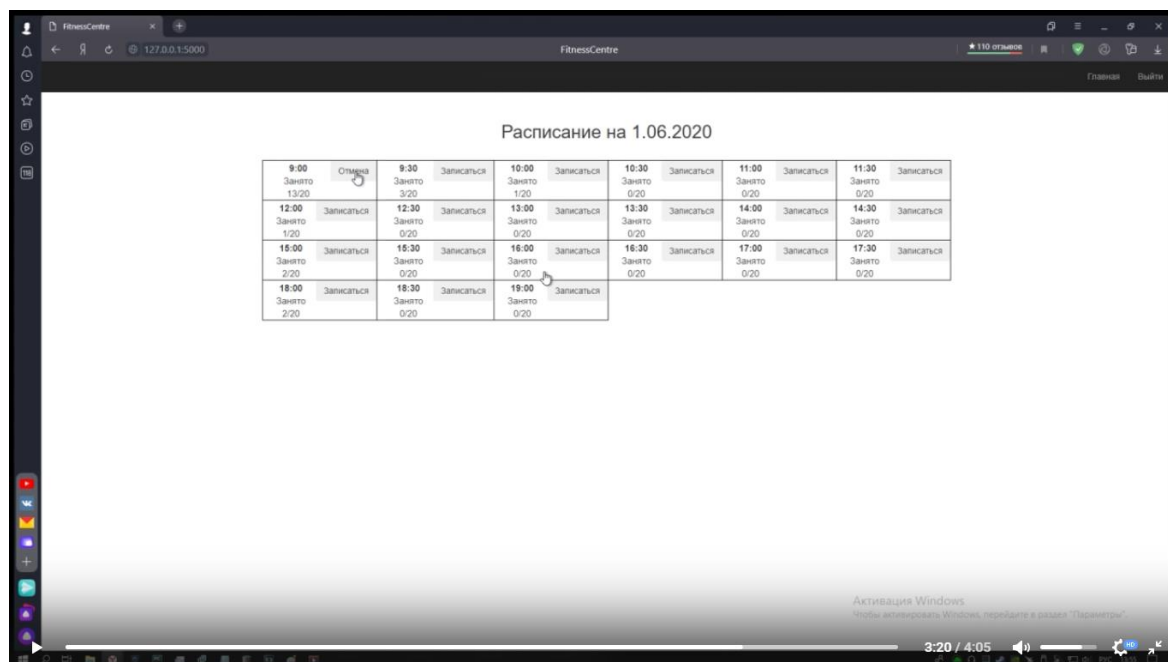 FitnessCentre
127.0.0.1:5000 FitnessCentre ★110 отзывов
Главная Выйти
Расписание на 1.06.2020
9:00 Отмена 9:30 Записаться 10:00 Записаться 10:30 Записаться 11:00 Записаться 11:30 Записаться
Занято Занято Занято Занято Занято Занято
13/20 3/20 1/20 0/20 0/20 0/20
12:00 Записаться 12:30 Записаться 13:00 Записаться 13:30 Записаться 14:00 Записаться 14:30 Записаться
Занято Занято Занято Занято Занято Занято
1/20 0/20 0/20 0/20 0/20 0/20
15:00 Записаться 15:30 Записаться 16:00 Записаться 16:30 Записаться 17:00 Записаться 17:30 Записаться
Занято Занято Занято Занято Занято Занято
2/20 0/20 0/20 0/20 0/20 0/20
18:00 Записаться 18:30 Записаться 19:00 Записаться
Занято Занято Занято
2/20 0/20 0/20
Активация Windows
Чтобы активировать Windows, перейдите в раздел "Параметры".
3:20 / 4:05 HD